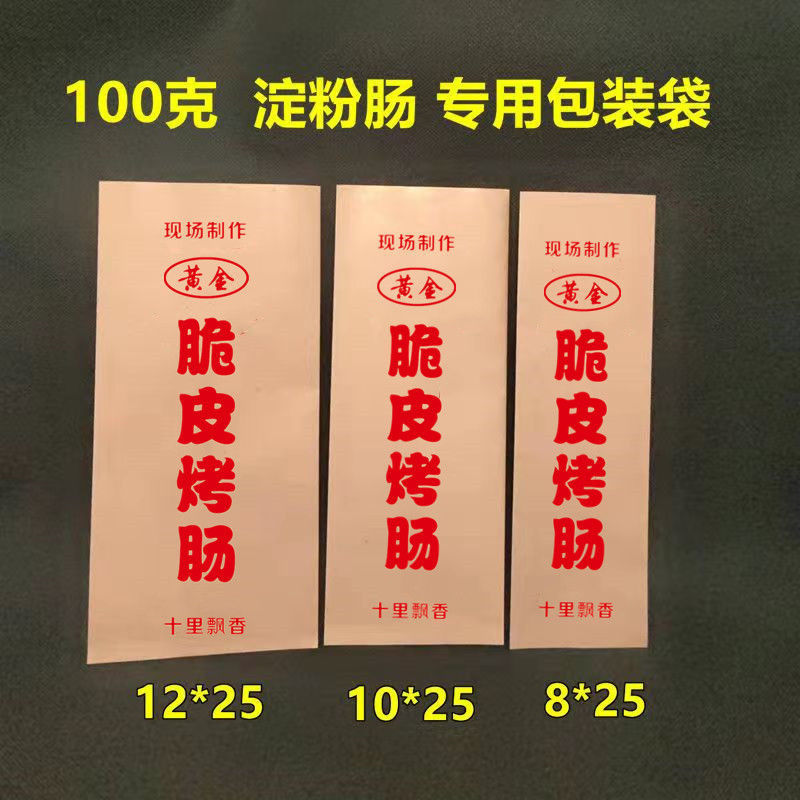 100克 淀粉肠 专用包装袋
现场制作
黄金
脆皮烤肠
十里飘香
现场制作
黄金
脆皮烤肠
十里飘香
现场制作
黄金
脆皮烤肠
十里飘香
12*25
10*25
8*25